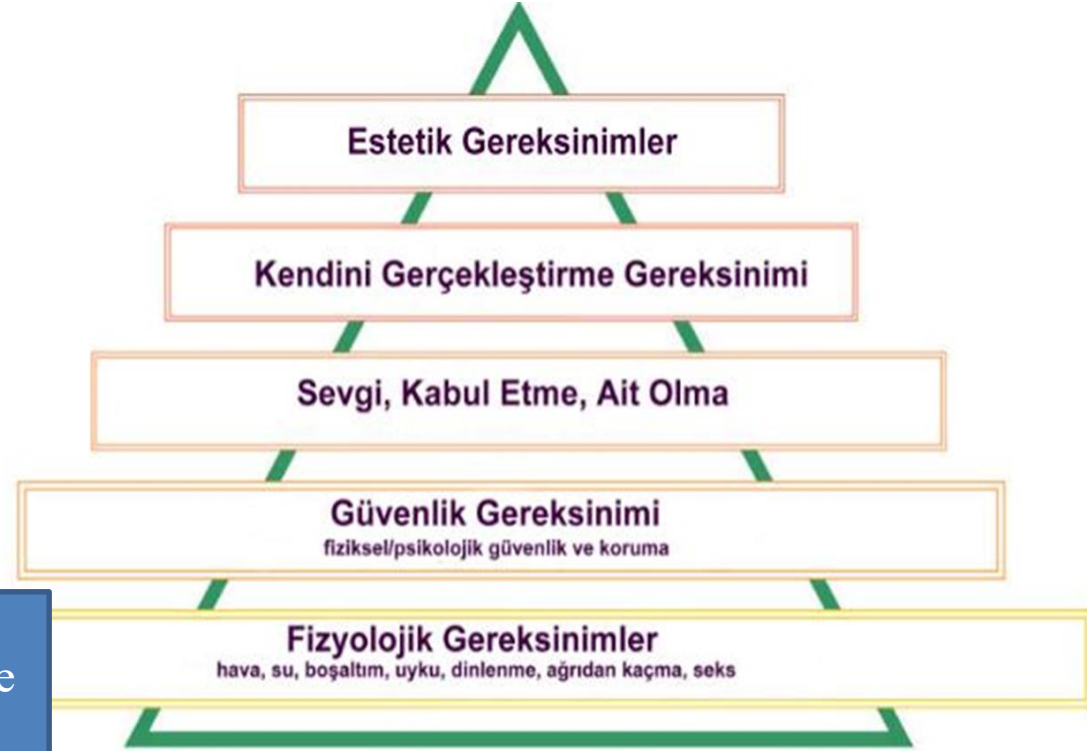 Estetik Gereksinimler
Kendini Gerçekleştirme Gereksinimi
Sevgi, Kabul Etme, Ait Olma
Güvenlik Gereksinimi
fiziksel/psikolojik güvenlik ve koruma
Fizyolojik Gereksinimler
hava, su, boşaltım, uyku, dinlenme, ağrıdan kaçma, seks